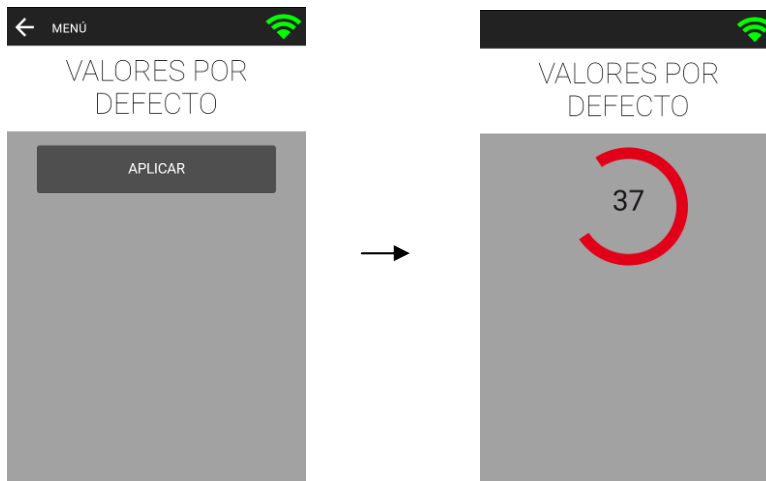 MENÚ
VALORES POR
DEFECTO
APLICAR
VALORES POR
DEFECTO
37